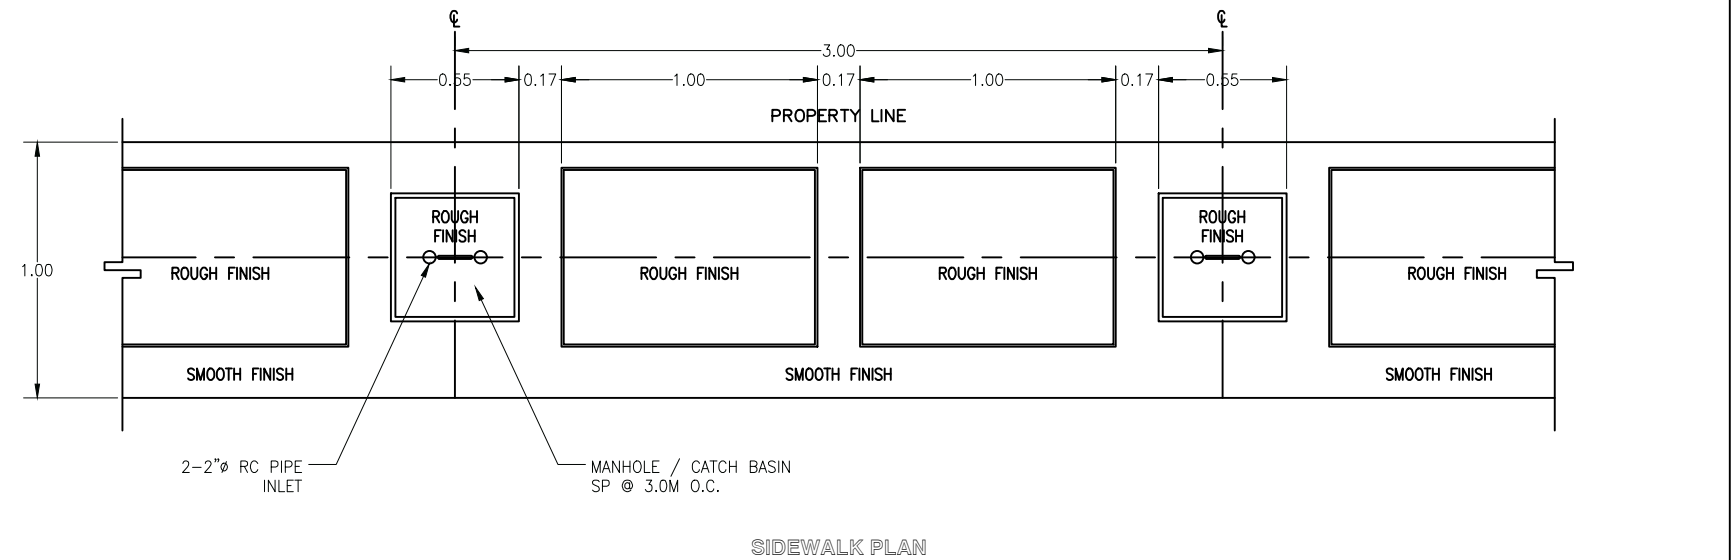 ℄ ℄
3.00
0.55 0.17 1.00 0.17 1.00 0.17 0.55
PROPERTY LINE
ROUGH
FINISH
ROUGH
FINISH
1.00
ROUGH FINISH ROUGH FINISH ROUGH FINISH ROUGH FINISH
SMOOTH FINISH SMOOTH FINISH SMOOTH FINISH
2-2"ø RC PIPE
INLET
MANHOLE / CATCH BASIN
SP @ 3.0M O.C.
SIDEWALK PLAN